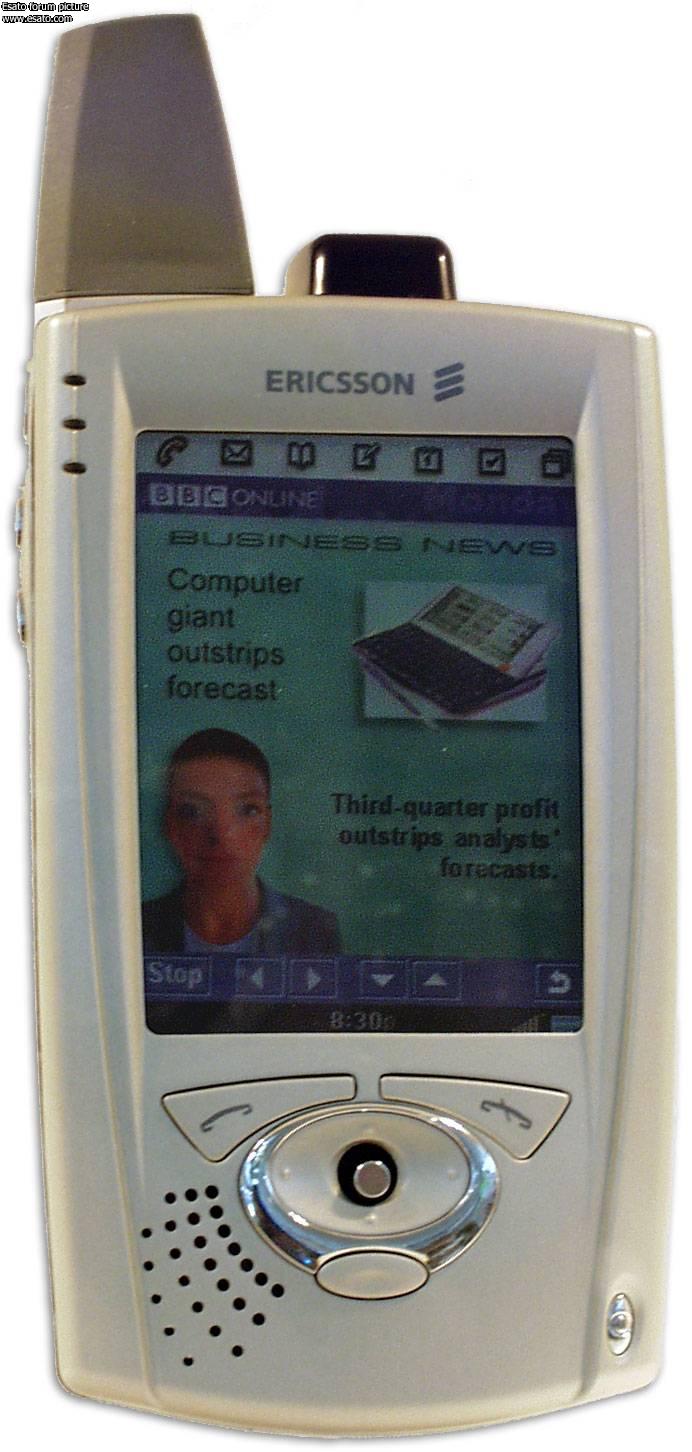 Esato forum picture
www.esato.com
ERICSSON
BBC ONLINE
BUSINESS NEWS
Computer
giant
outstrips
forecast
Third-quarter profit
outstrips analysts'
forecasts.
Stop
8:30